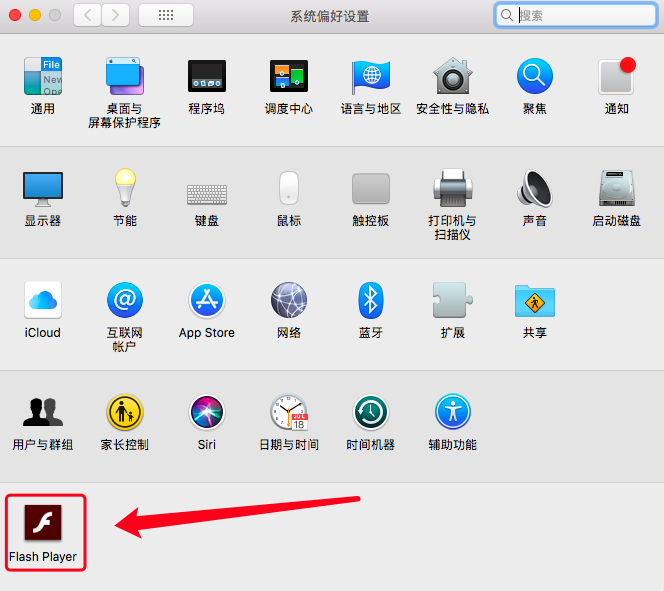 系统偏好设置
搜索
File
New
Ope
通用
桌面与
屏幕保护程序
程序坞
调度中心
语言与地区
安全性与隐私
聚焦
通知
显示器
节能
键盘
鼠标
触控板
打印机与
扫描仪
声音
启动磁盘
iCloud
@
互联网
帐户
App Store
网络
蓝牙
扩展
共享
JUL
18
用户与群组
家长控制
Siri
日期与时间
时间机器
辅助功能
Flash Player